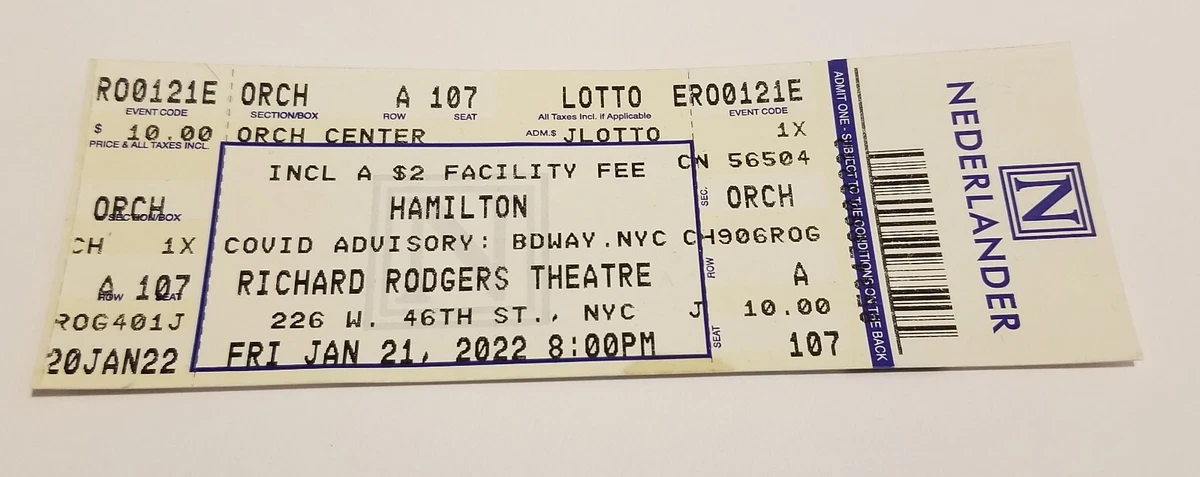 RO0121E
EVENT CODE
$ 10.00
PRICE & ALL TAXES INCL.
ORCH
SECTION/BOX
CH 1X
A 107
ROW SEAT
ROG401J
20JAN22
ORCH A 107 LOTTO
SECTION/BOX ROW SEAT All Taxes Incl. if Applicable
ORCH CENTER ADM.$ JLOTTO
INCL A $2 FACILITY FEE
HAMILTON
COVID ADVISORY: BDWAY.NYC
RICHARD RODGERS THEATRE
226 W. 46TH ST., NYC
FRI JAN 21, 2022 8:00PM
ERO0121E
EVENT CODE
1X
CN 56504
SEC. ORCH
CH906ROG
ROW A
J 10.00
SEAT 107
ADMIT ONE - SUBJECT TO THE CONDITIONS ON THE BACK
N
NEDERLANDER